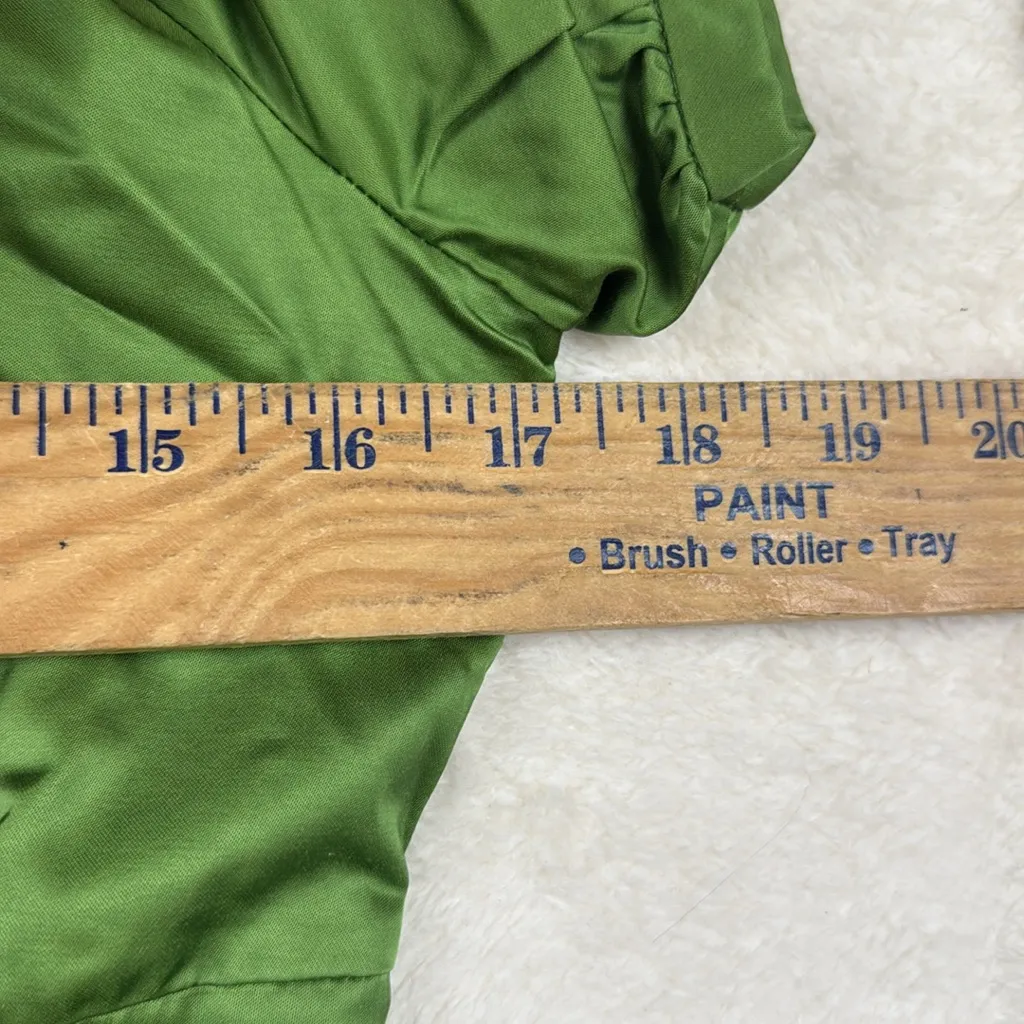 15 16 17 18 19 20
PAINT
• Brush • Roller • Tray